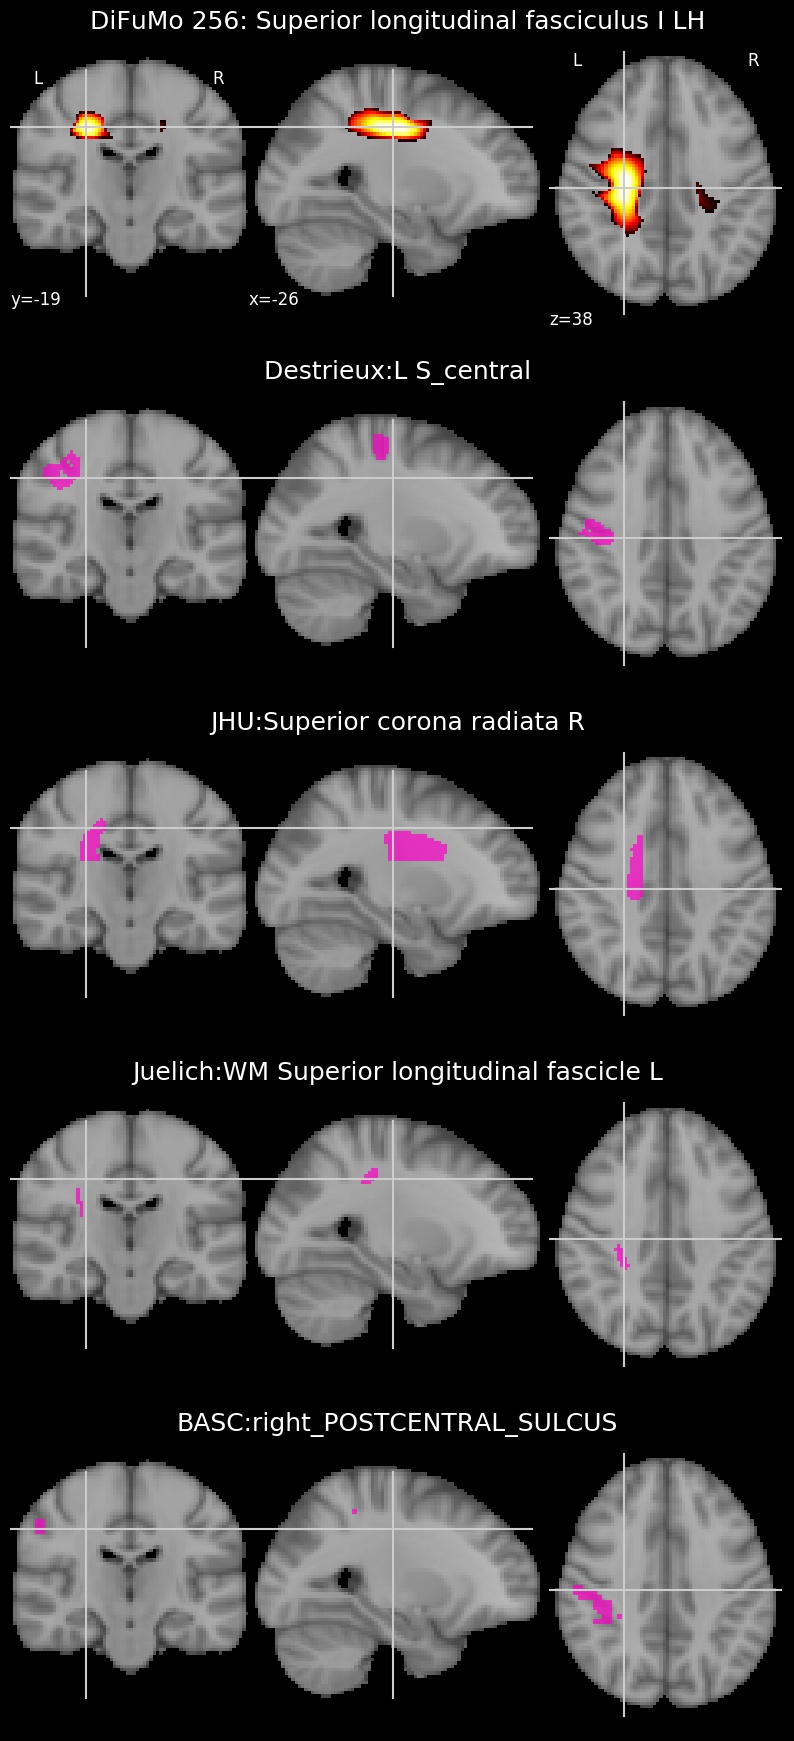 DiFuMo 256: Superior longitudinal fasciculus I LH
L R L R
y=-19 x=-26 z=38
Destrieux:L S_central
JHU:Superior corona radiata R
Juelich:WM Superior longitudinal fascicle L
BASC:right_POSTCENTRAL_SULCUS